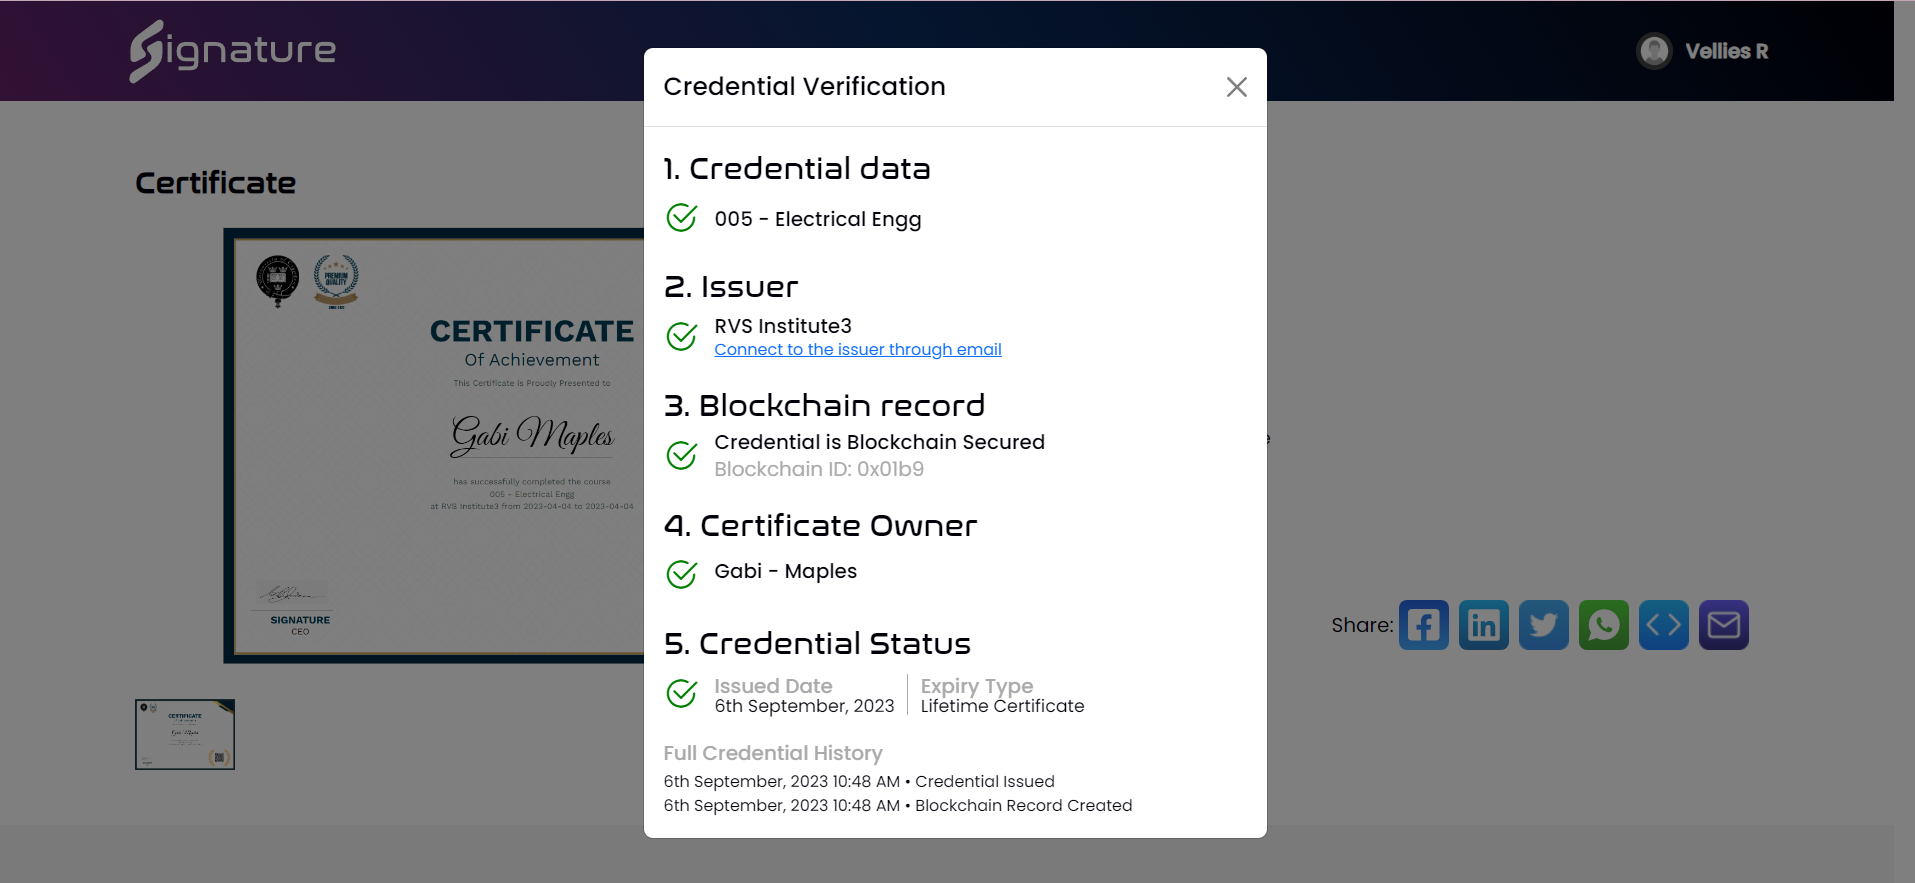 Signature
Vellies R
Certificate
PREMIUM
QUALITY
CERTIFICATE
Of Achievement
This Certificate is Proudly Presented to
Gabi Maples
has successfully completed the course
005 - Electrical Engg
at RVS Institute3 from 2023-04-04 to 2023-04-04
SIGNATURE
CEO
CERTIFICATE
Credential Verification
1. Credential data
005 - Electrical Engg
2. Issuer
RVS Institute3
Connect to the issuer through email
3. Blockchain record
Credential is Blockchain Secured
Blockchain ID: 0x01b9
4. Certificate Owner
Gabi - Maples
5. Credential Status
Issued Date
6th September, 2023
Expiry Type
Lifetime Certificate
Full Credential History
6th September, 2023 10:48 AM • Credential Issued
6th September, 2023 10:48 AM • Blockchain Record Created
Share: